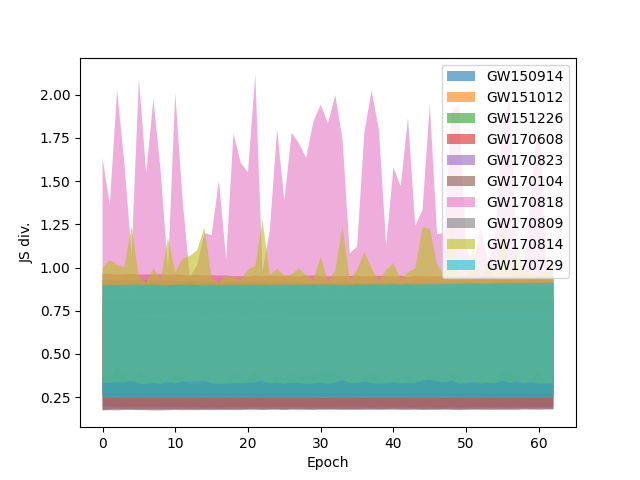 2.00
1.75
1.50
1.25
1.00
0.75
0.50
0.25
JS div.
0
10
20
30
40
50
60
Epoch
GW150914
GW151012
GW151226
GW170608
GW170823
GW170104
GW170818
GW170809
GW170814
GW170729